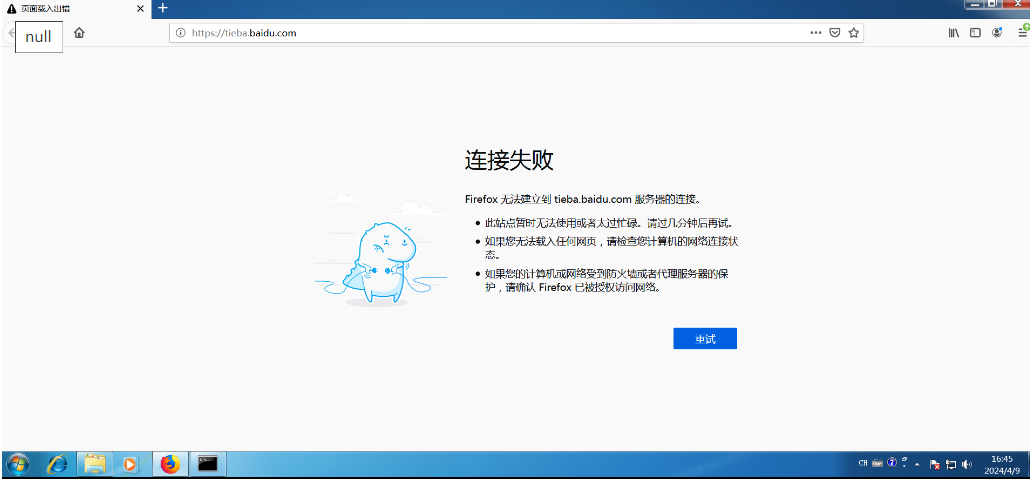 页面载入出错
null
https://tieba.baidu.com
连接失败
Firefox 无法建立到 tieba.baidu.com 服务器的连接。
此站点暂时无法使用或者太过忙碌。请过几分钟后再试。
如果您无法载入任何网页，请检查您计算机的网络连接状
态。
如果您的计算机或网络受到防火墙或者代理服务器的保
护，请确认 Firefox 已被授权访问网络。
重试
CH
16:45
2024/4/9